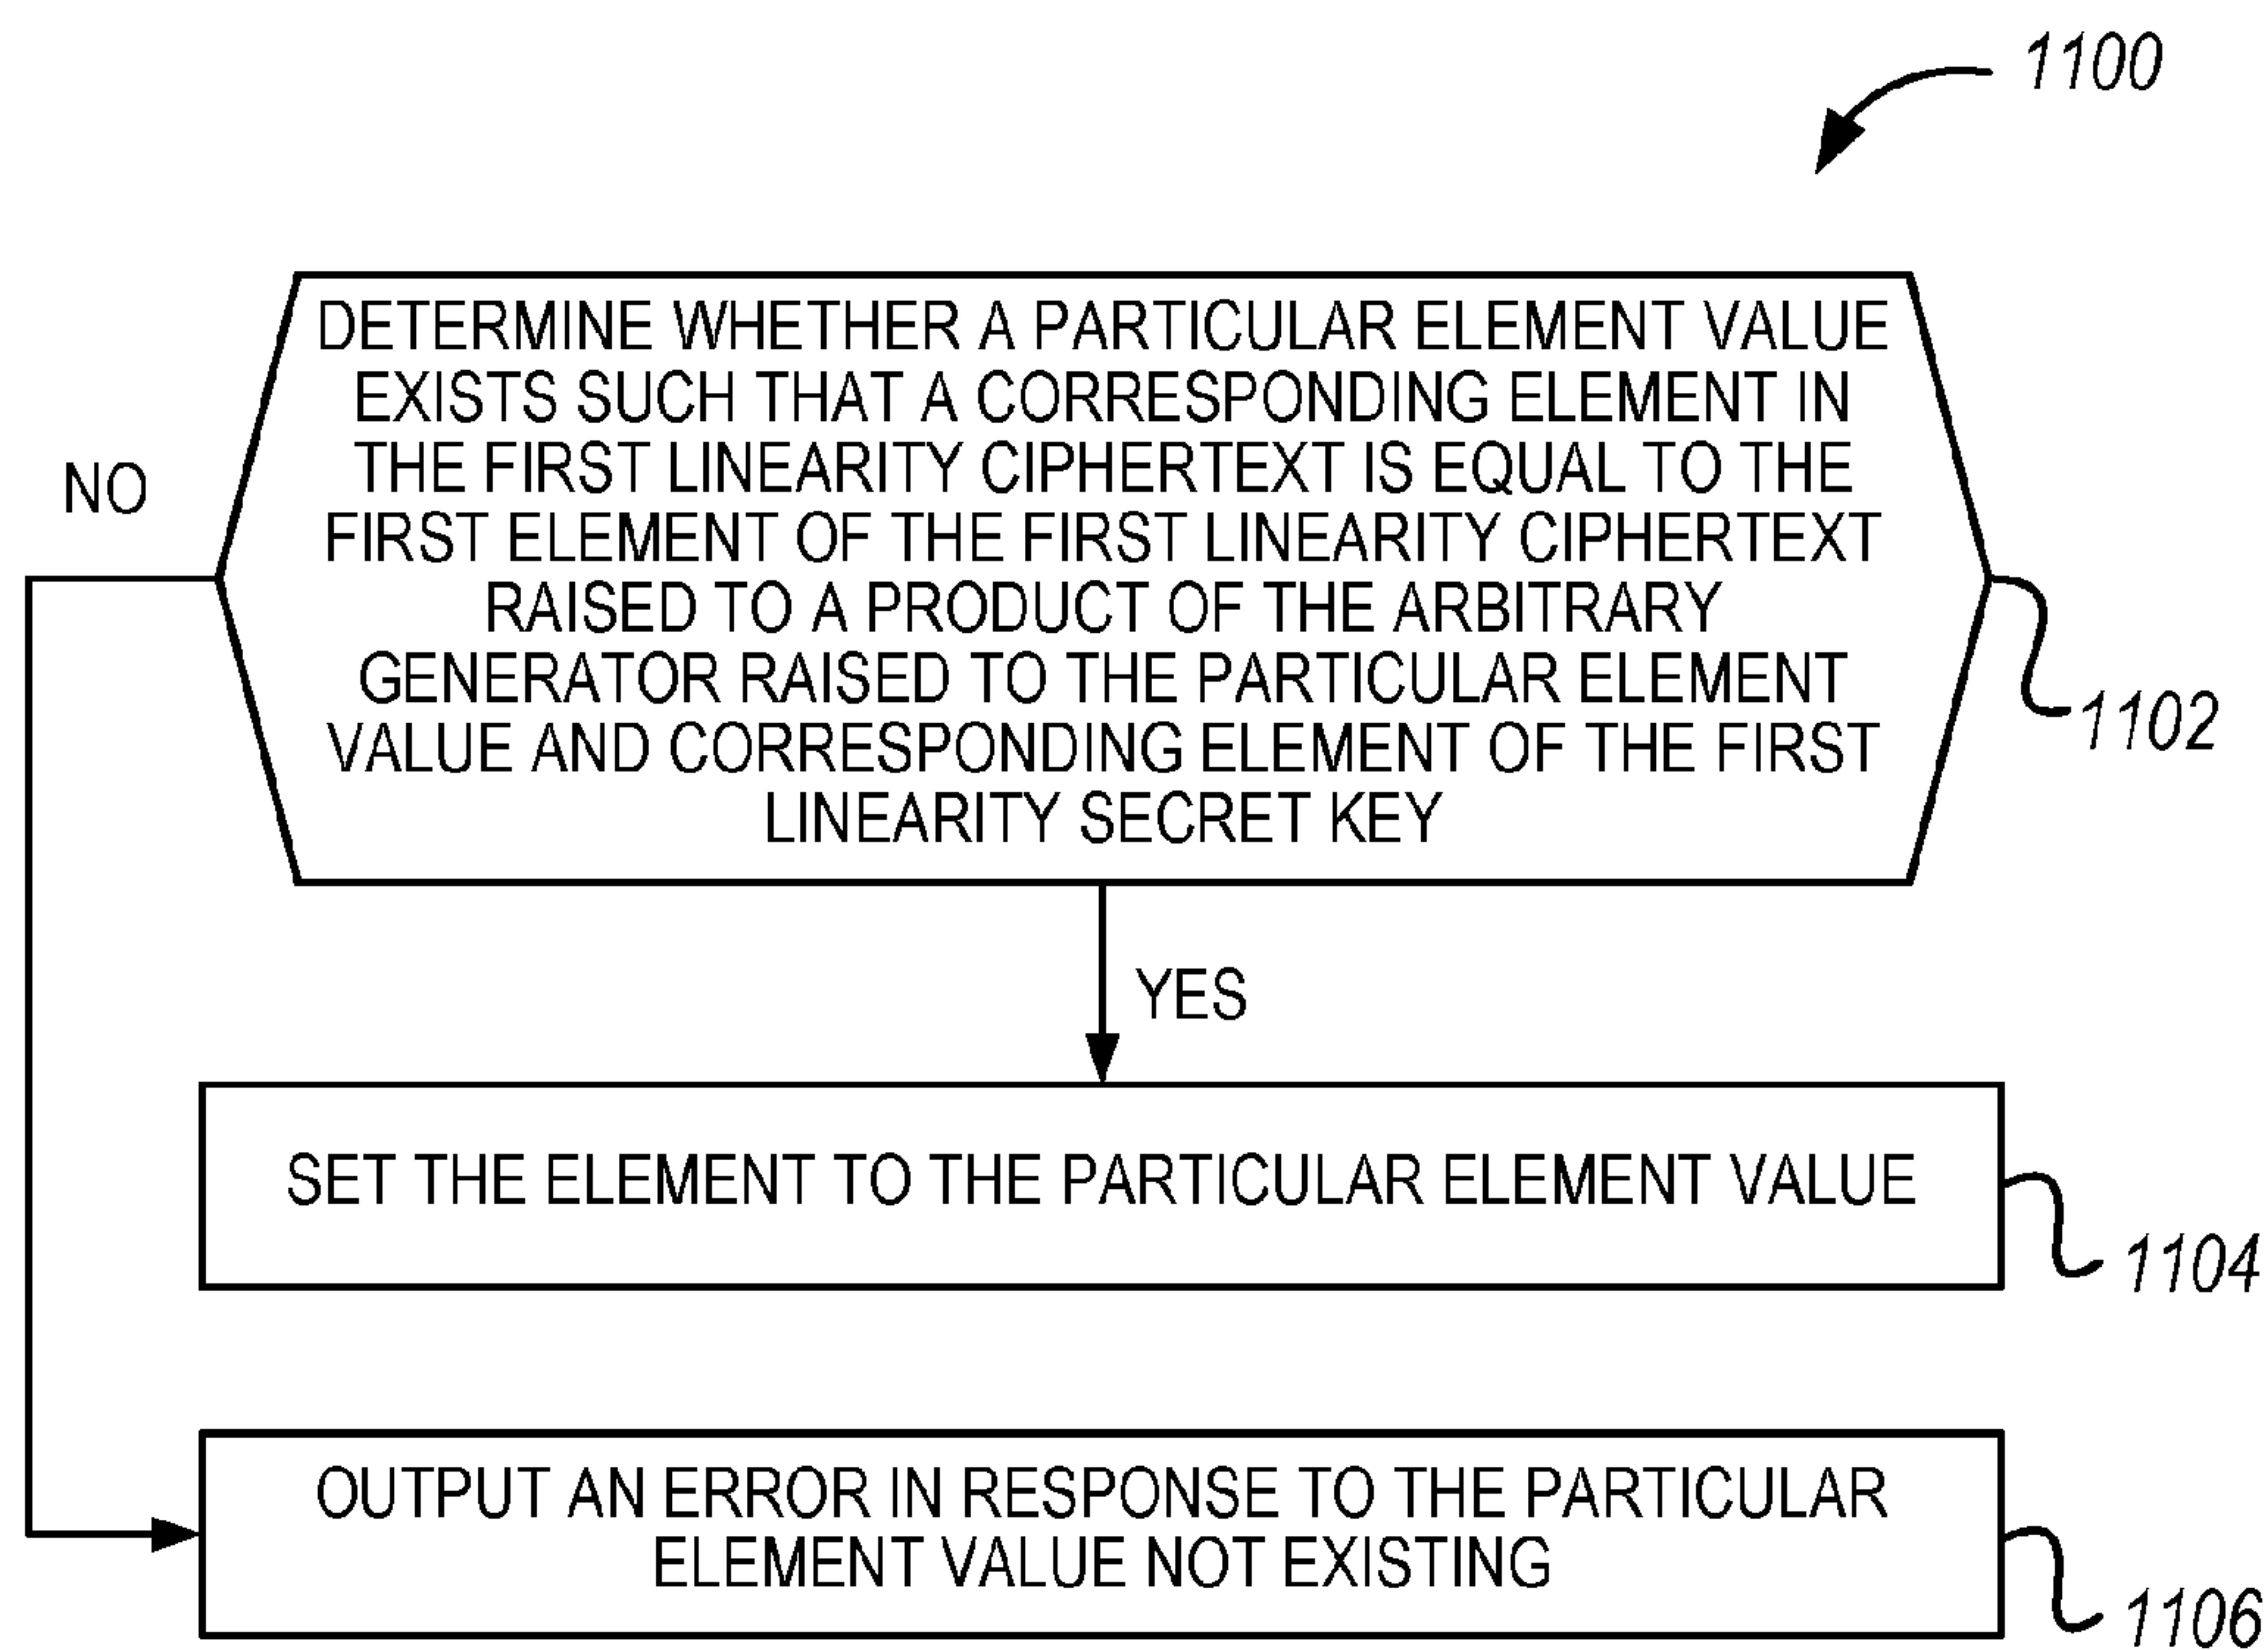 1100
DETERMINE WHETHER A PARTICULAR ELEMENT VALUE
EXISTS SUCH THAT A CORRESPONDING ELEMENT IN
THE FIRST LINEARITY CIPHERTEXT IS EQUAL TO THE
FIRST ELEMENT OF THE FIRST LINEARITY CIPHERTEXT
RAISED TO A PRODUCT OF THE ARBITRARY
GENERATOR RAISED TO THE PARTICULAR ELEMENT
VALUE AND CORRESPONDING ELEMENT OF THE FIRST
LINEARITY SECRET KEY
NO
1102
YES
SET THE ELEMENT TO THE PARTICULAR ELEMENT VALUE
1104
OUTPUT AN ERROR IN RESPONSE TO THE PARTICULAR
ELEMENT VALUE NOT EXISTING
1106